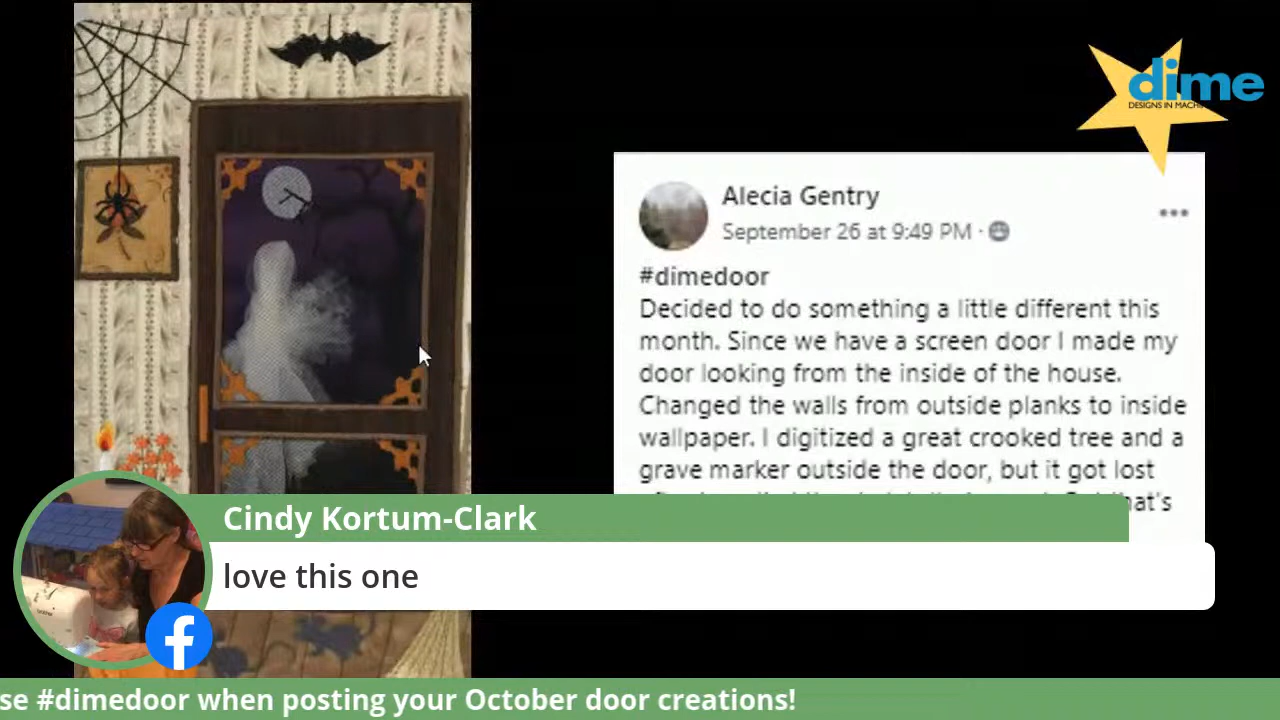 dime
DESIGNS IN MACHI
Alecia Gentry
September 26 at 9:49 PM ·
#dimedoor
Decided to do something a little different this
month. Since we have a screen door I made my
door looking from the inside of the house.
Changed the walls from outside planks to inside
wallpaper. I digitized a great crooked tree and a
grave marker outside the door, but it got lost
hat's
Cindy Kortum-Clark
love this one
se #dimedoor when posting your October door creations!